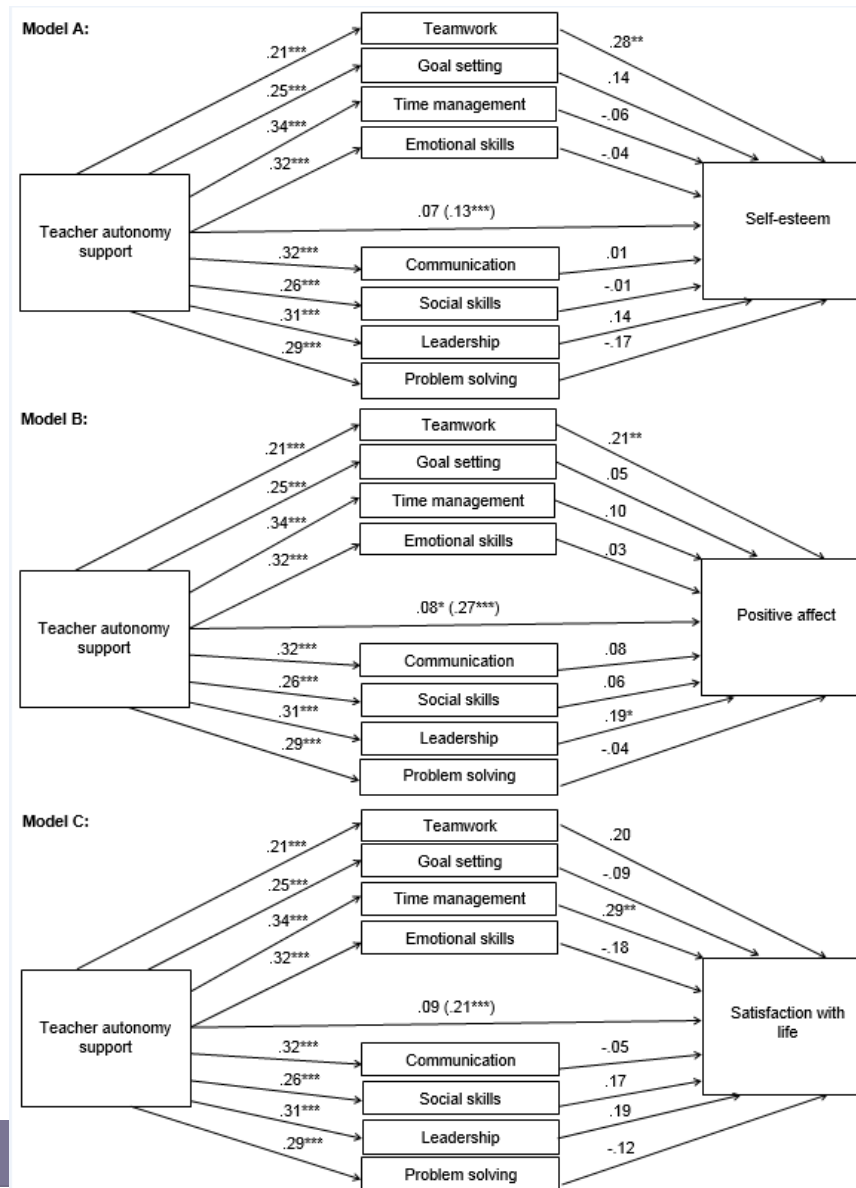 Model A:
Teamwork
.21***
.28**
Goal setting
.25***
.14
Time management
.34***
-.06
Emotional skills
.32***
-.04
Teacher autonomy
support
.07 (.13***)
Self-esteem
.32***
Communication
.01
.26***
Social skills
-.01
.31***
Leadership
.14
.29***
Problem solving
-.17
Model B:
Teamwork
.21***
.21**
Goal setting
.25***
.05
Time management
.34***
.10
Emotional skills
.32***
.03
Teacher autonomy
support
.08* (.27***)
Positive affect
.32***
Communication
.08
.26***
Social skills
.06
.31***
Leadership
.19*
.29***
Problem solving
-.04
Model C:
Teamwork
.21***
.20
Goal setting
.25***
-.09
Time management
.34***
.29**
Emotional skills
.32***
-.18
Teacher autonomy
support
.09 (.21***)
Satisfaction with
life
.32***
Communication
-.05
.26***
Social skills
.17
.31***
Leadership
.19
.29***
Problem solving
-.12